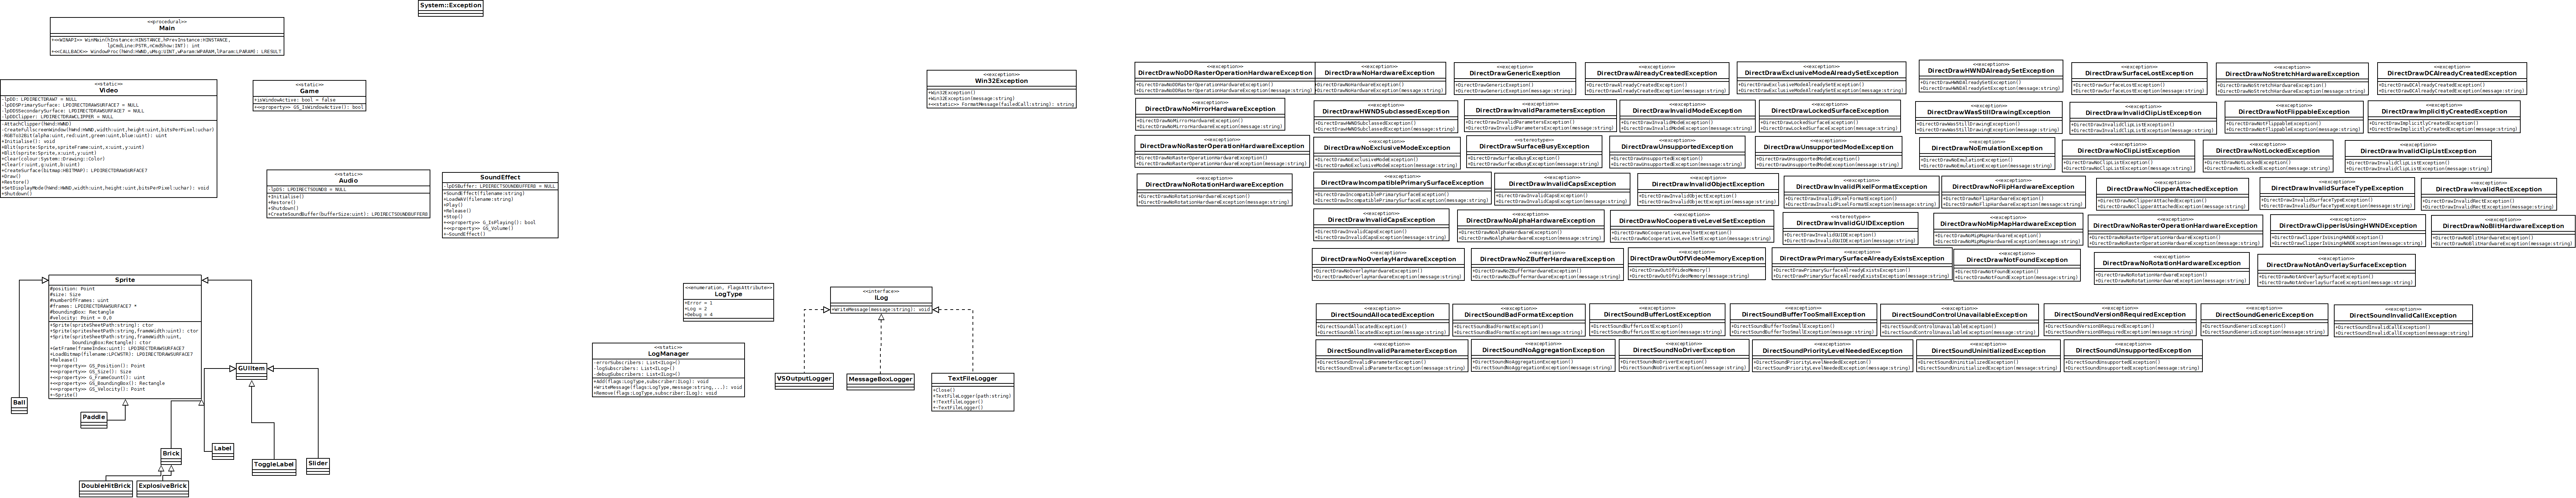 System::Exception
<<procedural>>
Main
+<<WINAPI>> WinMain(hInstance:HINSTANCE,hPrevInstance:HINSTANCE,
lpCmdLine:PSTR,nCmdShow:INT): int
+<<CALLBACK>> WindowProc(hWnd:HWND,uMsg:UINT,wParam:WPARAM,lParam:LPARAM): LRESULT
<<static>>
Video
-lpDD: LPDIRECTDRAW7 = NULL
-lpDDSPrimarySurface: LPDIRECTDRAWSURFACE7 = NULL
-lpDDSSecondarySurface: LPDIRECTDRAWSURFACE7 = NULL
-lpDDClipper: LPDIRECTDRAWCLIPPER = NULL
-AttachClipper(hWnd:HWND)
-CreateFullscreenWindow(hWnd:HWND,width:uint,height:uint,bitsPerPixel:uchar)
-RGBTo32Bit(alpha:uint,red:uint,green:uint,blue:uint): uint
+Initialise(): void
+Blit(sprite:Sprite,spriteFrame:uint,x:uint,y:uint)
+Blit(sprite:Sprite,x:uint,y:uint)
+Clear(colour:System::Drawing::Color)
+Clear(r:uint,g:uint,b:uint)
+CreateSurface(bitmap:HBITMAP): LPDIRECTDRAWSURFACE7
+Draw()
+Restore()
+SetDisplayMode(hWnd:HWND,width:uint,height:uint,bitsPerPixel:uchar): void
+Shutdown()
<<static>>
Game
+isWindowActive: bool = false
+<<property>> GS_IsWindowActive(): bool
<<static>>
Audio
-lpDS: LPDIRECTSOUND8 = NULL
+Initialise()
+Restore()
+Shutdown()
+CreateSoundBuffer(bufferSize:uint): LPDIRECTSOUNDBUFFER8
SoundEffect
-lpDSBuffer: LPDIRECTSOUNDBUFFER8 = NULL
+SoundEffect(filename:string)
+LoadWAV(filename:string)
+Play()
+Release()
+Stop()
+<<property>> G_IsPlaying(): bool
+<<property>> GS_Volume()
+~SoundEffect()
<<exception>>
Win32Exception
+Win32Exception()
+Win32Exception(message:string)
+<<static>> FormatMessage(failedCall:string): string
Sprite
#position: Point
#size: Size
#numberOfFrames: uint
#frames: LPDIRECTDRAWSURFACE7 *
#boundingBox: Rectangle
#velocity: Point = 0,0
+Sprite(spriteSheetPath:string): ctor
+Sprite(spritesheetPath:string,frameWidth:uint): ctor
+Sprite(spriteSheetPath:string,frameWidth:uint,
boundingBox:Rectangle): ctor
+GetFrame(frameIndex:uint): LPDIRECTDRAWSURFACE7
+LoadBitmap(filename:LPCWSTR): LPDIRECTDRAWSURFACE7
+Release()
+<<property>> GS_Position(): Point
+<<property>> GS_Size(): Size
+<<property>> G_FrameCount(): uint
+<<property>> GS_BoundingBox(): Rectangle
+<<property>> GS_Velocity(): Point
+~Sprite()
GUIItem
Ball
Paddle
Brick
Label
ToggleLabel
Slider
DoubleHitBrick
ExplosiveBrick
<<enumeration, flagsAttribute>>
LogType
+Error = 1
+Log = 2
+Debug = 4
<<interface>>
ILog
+WriteMessage(message:string): void
<<static>>
LogManager
-errorSubscribers: List<ILog>()
-logSubscribers: List<ILog>()
-debugSubscribers: List<ILog>()
+Add(flags:LogType,subscriber:ILog): void
+WriteMessage(flags:LogType,message:string,...): void
+Remove(flags:LogType,subscriber:ILog): void
VSOutputLogger
MessageBoxLogger
TextFileLogger
+Close()
+TextFileLogger(path:string)
+!TextFileLogger()
+~TextFileLogger()
<<exception>>
DirectDrawNoDDRasterOperationHardwareException
+DirectDrawNoRasterOperationHardwareException()
+DirectDrawNoRasterOperationHardwareException(message:string)
<<exception>>
DirectDrawNoHardwareException
+DirectDrawNoHardwareException()
+DirectDrawNoHardwareException(message:string)
<<exception>>
DirectDrawGenericException
+DirectDrawGenericException()
+DirectDrawGenericException(message:string)
<<exception>>
DirectDrawAlreadyCreatedException
+DirectDrawAlreadyCreatedException()
+DirectDrawAlreadyCreatedException(message:string)
<<exception>>
DirectDrawExclusiveModeAlreadySetException
+DirectDrawExclusiveModeAlreadySetException()
+DirectDrawExclusiveModeAlreadySetException(message:string)
<<exception>>
DirectDrawHWNDAlreadySetException
+DirectDrawHWNDAlreadySetException()
+DirectDrawHWNDAlreadySetException(message:string)
<<exception>>
DirectDrawSurfaceLostException
+DirectDrawSurfaceLostException()
+DirectDrawSurfaceLostException(message:string)
<<exception>>
DirectDrawNoStretchHardwareException
+DirectDrawNoStretchHardwareException()
+DirectDrawNoStretchHardwareException(message:string)
<<exception>>
DirectDrawDCAlreadyCreatedException
+DirectDrawDCAlreadyCreatedException()
+DirectDrawDCAlreadyCreatedException(message:string)
<<exception>>
DirectDrawNoMirrorHardwareException
+DirectDrawNoMirrorHardwareException()
+DirectDrawNoMirrorHardwareException(message:string)
<<exception>>
DirectDrawHWNDSubclassedException
+DirectDrawHWNDSubclassedException()
+DirectDrawHWNDSubclassedException(message:string)
<<exception>>
DirectDrawInvalidParametersException
+DirectDrawInvalidParametersException()
+DirectDrawInvalidParametersException(message:string)
<<exception>>
DirectDrawInvalidModeException
+DirectDrawInvalidModeException()
+DirectDrawInvalidModeException(message:string)
<<exception>>
DirectDrawLockedSurfaceException
+DirectDrawLockedSurfaceException()
+DirectDrawLockedSurfaceException(message:string)
<<exception>>
DirectDrawWasStillDrawingException
+DirectDrawWasStillDrawingException()
+DirectDrawWasStillDrawingException(message:string)
<<exception>>
DirectDrawInvalidClipListException
+DirectDrawInvalidClipListException()
+DirectDrawInvalidClipListException(message:string)
<<exception>>
DirectDrawNotFlippableException
+DirectDrawNotFlippableException()
+DirectDrawNotFlippableException(message:string)
<<exception>>
DirectDrawImplicitlyCreatedException
+DirectDrawImplicitlyCreatedException()
+DirectDrawImplicitlyCreatedException(message:string)
<<exception>>
DirectDrawNoRasterOperationHardwareException
+DirectDrawNoRasterOperationHardwareException()
+DirectDrawNoRasterOperationHardwareException(message:string)
<<exception>>
DirectDrawNoExclusiveModeException
+DirectDrawNoExclusiveModeException()
+DirectDrawNoExclusiveModeException(message:string)
<<stereotype>>
DirectDrawSurfaceBusyException
+DirectDrawSurfaceBusyException()
+DirectDrawSurfaceBusyException(message:string)
<<exception>>
DirectDrawUnsupportedException
+DirectDrawUnsupportedException()
+DirectDrawUnsupportedException(message:string)
<<exception>>
DirectDrawUnsupportedModeException
+DirectDrawUnsupportedModeException()
+DirectDrawUnsupportedModeException(message:string)
<<exception>>
DirectDrawNoEmulationException
+DirectDrawNoEmulationException()
+DirectDrawNoEmulationException(message:string)
<<exception>>
DirectDrawNoClipListException
+DirectDrawNoClipListException()
+DirectDrawNoClipListException(message:string)
<<exception>>
DirectDrawNotLockedException
+DirectDrawNotLockedException()
+DirectDrawNotLockedException(message:string)
<<exception>>
DirectDrawInvalidClipListException
+DirectDrawInvalidClipListException()
+DirectDrawInvalidClipListException(message:string)
<<exception>>
DirectDrawNoRotationHardwareException
+DirectDrawNoRotationHardwareException()
+DirectDrawNoRotationHardwareException(message:string)
<<exception>>
DirectDrawIncompatiblePrimarySurfaceException
+DirectDrawIncompatiblePrimarySurfaceException()
+DirectDrawIncompatiblePrimarySurfaceException(message:string)
<<exception>>
DirectDrawInvalidCapsException
+DirectDrawInvalidCapsException()
+DirectDrawInvalidCapsException(message:string)
<<exception>>
DirectDrawInvalidObjectException
+DirectDrawInvalidObjectException()
+DirectDrawInvalidObjectException(message:string)
<<exception>>
DirectDrawInvalidPixelFormatException
+DirectDrawInvalidPixelFormatException()
+DirectDrawInvalidPixelFormatException(message:string)
<<exception>>
DirectDrawNoFlipHardwareException
+DirectDrawNoFlipHardwareException()
+DirectDrawNoFlipHardwareException(message:string)
<<exception>>
DirectDrawNoClipperAttachedException
+DirectDrawNoClipperAttachedException()
+DirectDrawNoClipperAttachedException(message:string)
<<exception>>
DirectDrawInvalidSurfaceTypeException
+DirectDrawInvalidSurfaceTypeException()
+DirectDrawInvalidSurfaceTypeException(message:string)
<<exception>>
DirectDrawInvalidRectException
+DirectDrawInvalidRectException()
+DirectDrawInvalidRectException(message:string)
<<exception>>
DirectDrawInvalidCapsException
+DirectDrawInvalidCapsException()
+DirectDrawInvalidCapsException(message:string)
<<exception>>
DirectDrawNoAlphaHardwareException
+DirectDrawNoAlphaHardwareException()
+DirectDrawNoAlphaHardwareException(message:string)
<<exception>>
DirectDrawNoCooperativeLevelSetException
+DirectDrawNoCooperativeLevelSetException()
+DirectDrawNoCooperativeLevelSetException(message:string)
<<stereotype>>
DirectDrawInvalidGUIDException
+DirectDrawInvalidGUIDException()
+DirectDrawInvalidGUIDException(message:string)
<<exception>>
DirectDrawNoMipMapHardwareException
+DirectDrawNoMipMapHardwareException()
+DirectDrawNoMipMapHardwareException(message:string)
<<exception>>
DirectDrawNoRasterOperationHardwareException
+DirectDrawNoRasterOperationHardwareException()
+DirectDrawNoRasterOperationHardwareException(message:string)
<<exception>>
DirectDrawClipperIsUsingHWNDException
+DirectDrawClipperIsUsingHWNDException()
+DirectDrawClipperIsUsingHWNDException(message:string)
<<exception>>
DirectDrawNoBlitHardwareException
+DirectDrawNoBlitHardwareException()
+DirectDrawNoBlitHardwareException(message:string)
<<exception>>
DirectDrawNoOverlayHardwareException
+DirectDrawNoOverlayHardwareException()
+DirectDrawNoOverlayHardwareException(message:string)
<<exception>>
DirectDrawNoZBufferHardwareException
+DirectDrawNoZBufferHardwareException()
+DirectDrawNoZBufferHardwareException(message:string)
<<exception>>
DirectDrawOutOfVideoMemoryException
+DirectDrawOutOfVideoMemory()
+DirectDrawOutOfVideoMemory(message:string)
<<exception>>
DirectDrawPrimarySurfaceAlreadyExistsException
+DirectDrawPrimarySurfaceAlreadyExistsException()
+DirectDrawPrimarySurfaceAlreadyExistsException(message:string)
<<exception>>
DirectDrawNotFoundException
+DirectDrawNotFoundException()
+DirectDrawNotFoundException(message:string)
<<exception>>
DirectDrawNoRotationHardwareException
+DirectDrawNoRotationHardwareException()
+DirectDrawNoRotationHardwareException(message:string)
<<exception>>
DirectDrawNotAnOverlaySurfaceException
+DirectDrawNotAnOverlaySurfaceException()
+DirectDrawNotAnOverlaySurfaceException(message:string)
<<exception>>
DirectSoundAllocatedException
+DirectSoundAllocatedException()
+DirectSoundAllocatedException(message:string)
<<exception>>
DirectSoundBadFormatException
+DirectSoundBadFormatException()
+DirectSoundBadFormatException(message:string)
<<exception>>
DirectSoundBufferLostException
+DirectSoundBufferLostException()
+DirectSoundBufferLostException(message:string)
<<exception>>
DirectSoundBufferTooSmallException
+DirectSoundBufferTooSmallException()
+DirectSoundBufferTooSmallException(message:string)
<<exception>>
DirectSoundControlUnavailableException
+DirectSoundControlUnavailableException()
+DirectSoundControlUnavailableException(message:string)
<<exception>>
DirectSoundVersion8RequiredException
+DirectSoundVersion8RequiredException()
+DirectSoundVersion8RequiredException(message:string)
<<exception>>
DirectSoundGenericException
+DirectSoundGenericException()
+DirectSoundGenericException(message:string)
<<exception>>
DirectSoundInvalidCallException
+DirectSoundInvalidCallException()
+DirectSoundInvalidCallException(message:string)
<<exception>>
DirectSoundInvalidParameterException
+DirectSoundInvalidParameterException()
+DirectSoundInvalidParameterException(message:string)
<<exception>>
DirectSoundNoAggregationException
+DirectSoundNoAggregationException()
+DirectSoundNoAggregationException(message:string)
<<exception>>
DirectSoundNoDriverException
+DirectSoundNoDriverException()
+DirectSoundNoDriverException(message:string)
<<exception>>
DirectSoundPriorityLevelNeededException
+DirectSoundPriorityLevelNeededException()
+DirectSoundPriorityLevelNeededException(message:string)
<<exception>>
DirectSoundUninitializedException
+DirectSoundUninitializedException()
+DirectSoundUninitializedException(message:string)
<<exception>>
DirectSoundUnsupportedException
+DirectSoundUnsupportedException()
+DirectSoundUnsupportedException(message:string)